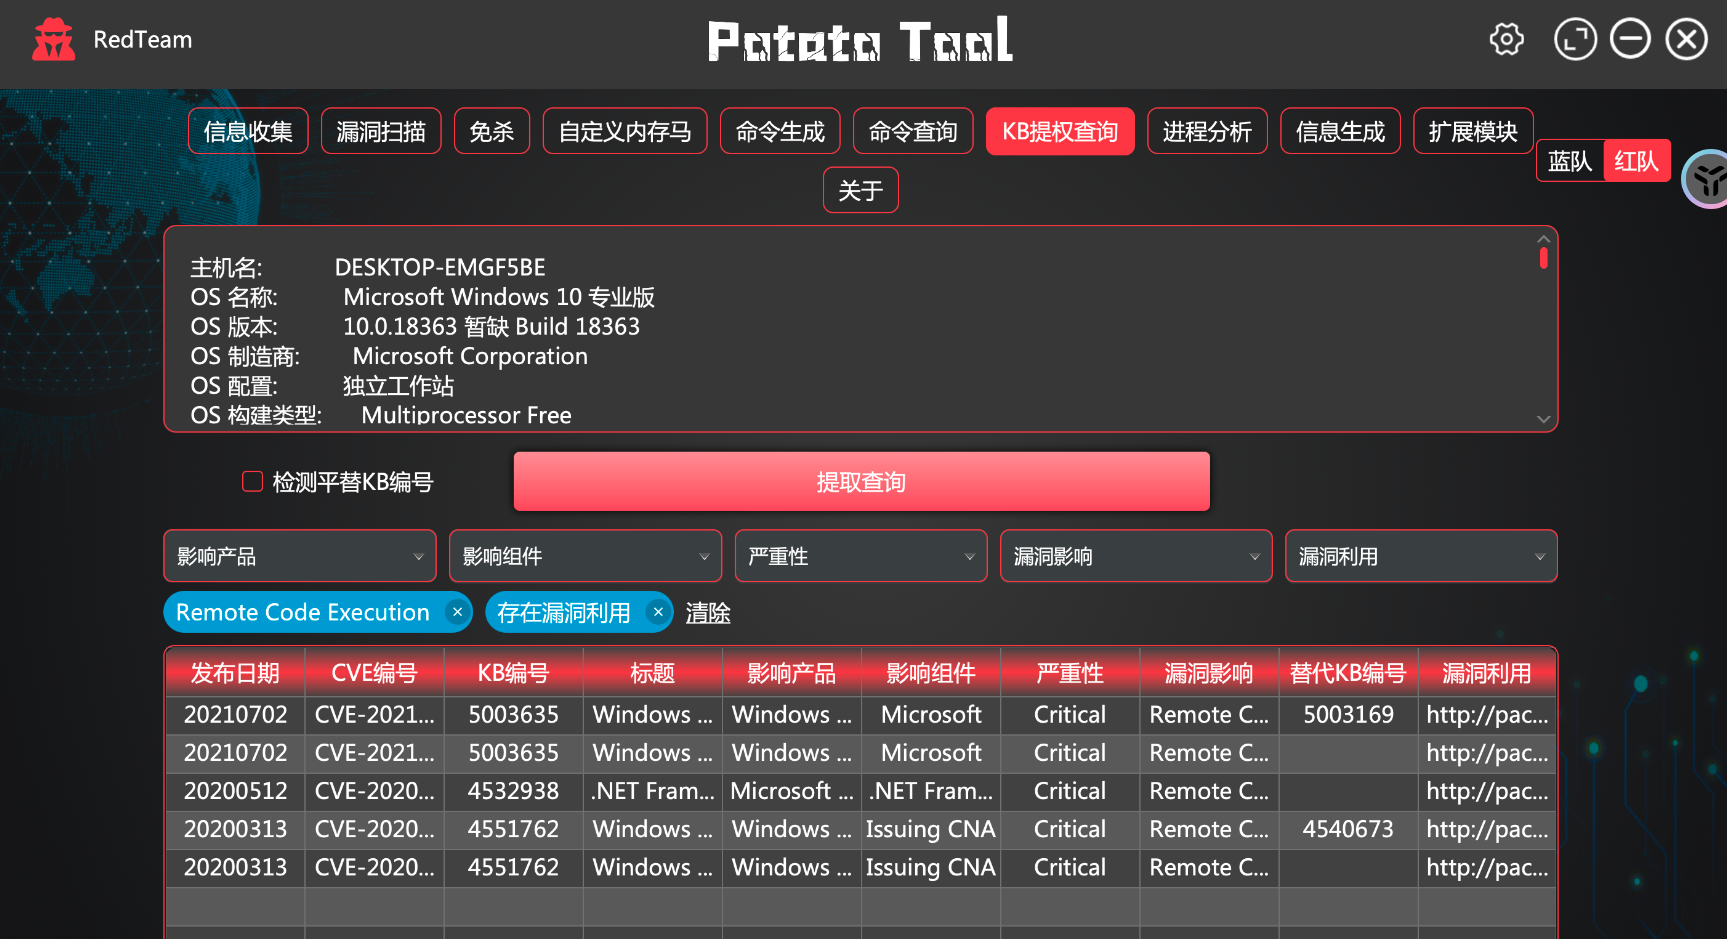 RedTeam
Potato Tool
信息收集 漏洞扫描 免杀 自定义内存马 命令生成 命令查询 KB提权查询 进程分析 信息生成 扩展模块
蓝队 红队
关于
主机名: DESKTOP-EMGF5BE
OS 名称: Microsoft Windows 10 专业版
OS 版本: 10.0.18363 暂缺 Build 18363
OS 制造商: Microsoft Corporation
OS 配置: 独立工作站
OS 构建类型: Multiprocessor Free
检测平替KB编号 提取查询
影响产品 影响组件 严重性 漏洞影响 漏洞利用
Remote Code Execution × 存在漏洞利用 × 清除
发布日期 CVE编号 KB编号 标题 影响产品 影响组件 严重性 漏洞影响 替代KB编号 漏洞利用
20210702 CVE-2021... 5003635 Windows ... Windows ... Microsoft Critical Remote C... 5003169 http://pac...
20210702 CVE-2021... 5003635 Windows ... Windows ... Microsoft Critical Remote C... http://pac...
20200512 CVE-2020... 4532938 .NET Fram... Microsoft ... .NET Fram... Critical Remote C... http://pac...
20200313 CVE-2020... 4551762 Windows ... Windows ... Issuing CNA Critical Remote C... 4540673 http://pac...
20200313 CVE-2020... 4551762 Windows ... Windows ... Issuing CNA Critical Remote C... http://pac...